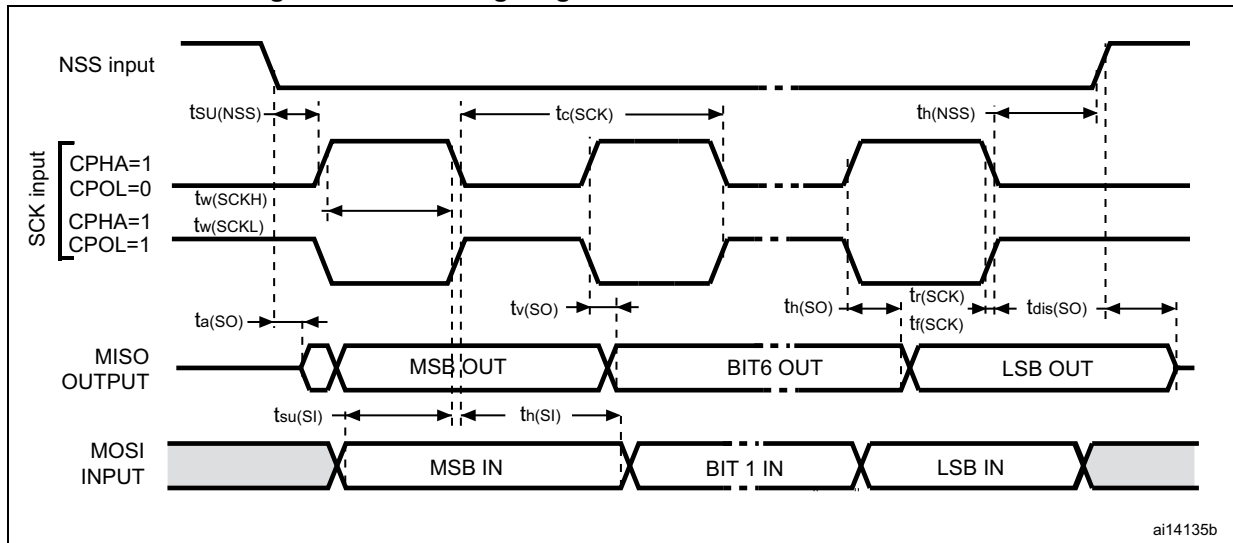 NSS input
tSU(NSS)
tc(SCK)
th(NSS)
SCK input
CPHA=1
CPOL=0
tw(SCKH)
CPHA=1
tw(SCKL)
CPOL=1
ta(SO)
tv(SO)
th(SO)
tr(SCK)
tf(SCK)
tdis(SO)
MISO
OUTPUT
MSB OUT
BIT6 OUT
LSB OUT
tsu(SI)
th(SI)
MOSI
INPUT
MSB IN
BIT 1 IN
LSB IN
ai14135b